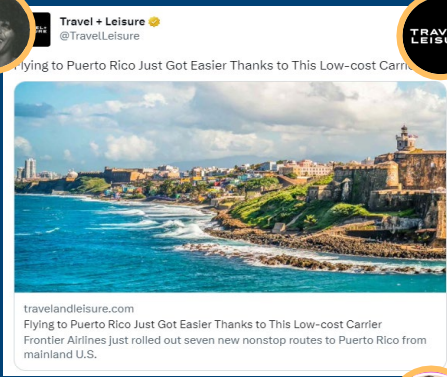 Travel + Leisure
@TravelLeisure
TRAV
LEISU
Flying to Puerto Rico Just Got Easier Thanks to This Low-cost Carrier
travelandleisure.com
Flying to Puerto Rico Just Got Easier Thanks to This Low-cost Carrier
Frontier Airlines just rolled out seven new nonstop routes to Puerto Rico from
mainland U.S.